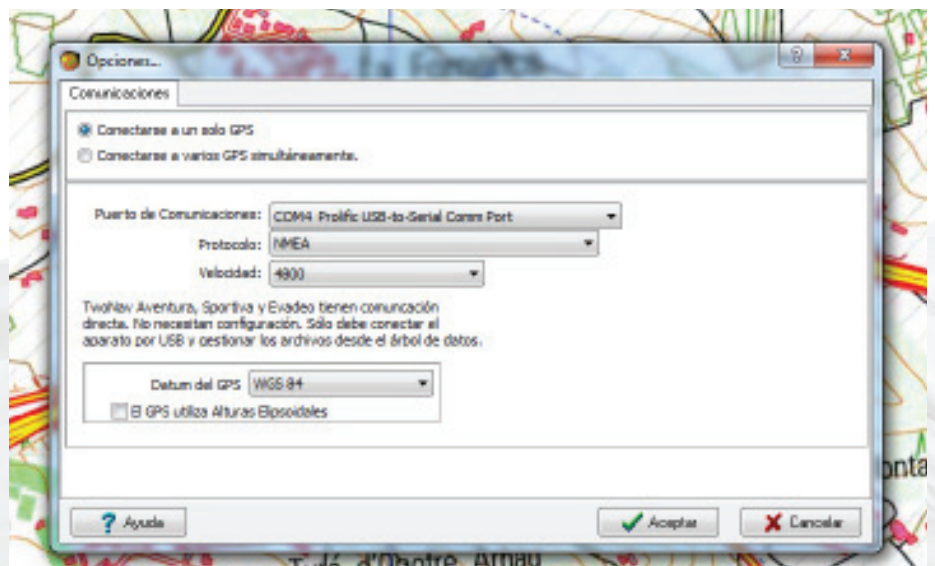 Opciones...
Comunicaciones
Conectarse a un solo GPS
Conectarse a varios GPS simultáneamente.
Puerto de Comunicaciones: COM4 Prolific USB-to-Serial Comm Port
Protocolo: NMEA
Velocidad: 4800
TwoNav Aventura, Sportiva y Evadeo tienen comuncación
directa. No necesitan configuración. Sólo debe conectar el
aparato por USB y gestionar los archivos desde el árbol de datos.
Datum del GPS WGS 84
El GPS utiliza Alturas Elipsoidales
? Ayuda
Aceptar
Cancelar